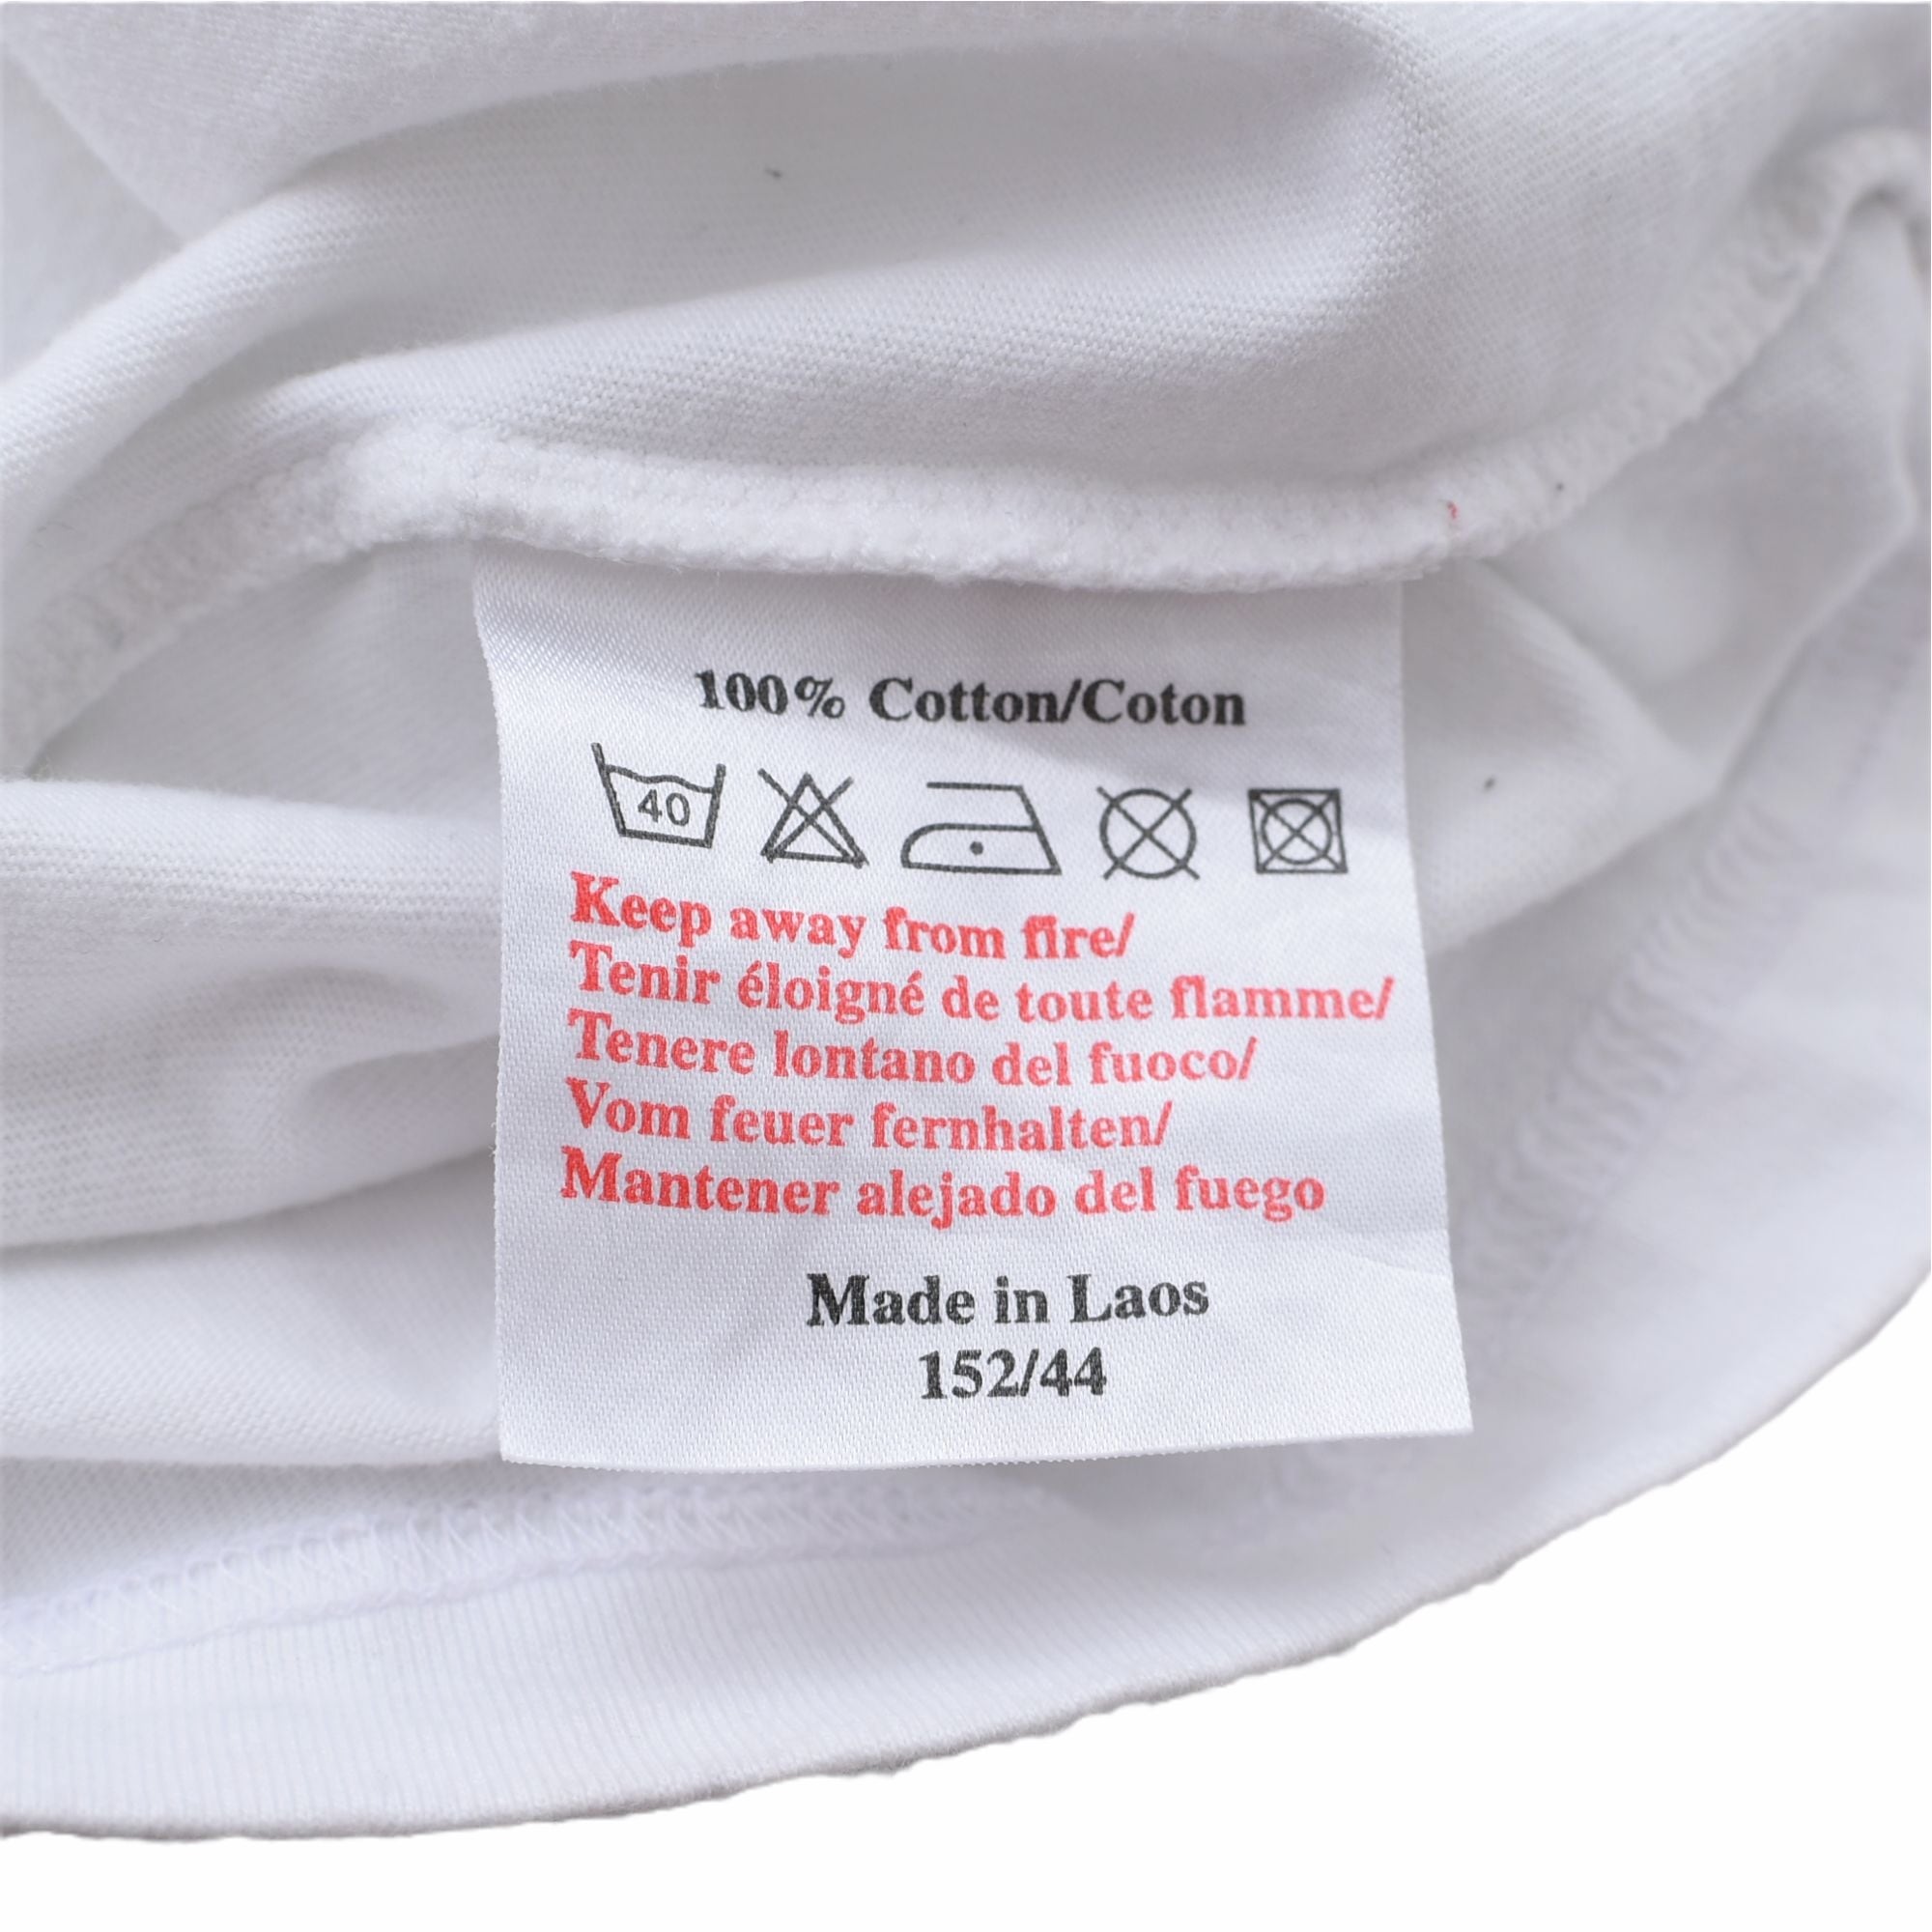 100% Cotton/Coton
40
Keep away from fire/
Tenir éloigné de toute flamme/
Tenere lontano del fuoco/
Vom feuer fernhalten/
Mantener alejado del fuego
Made in Laos
152/44